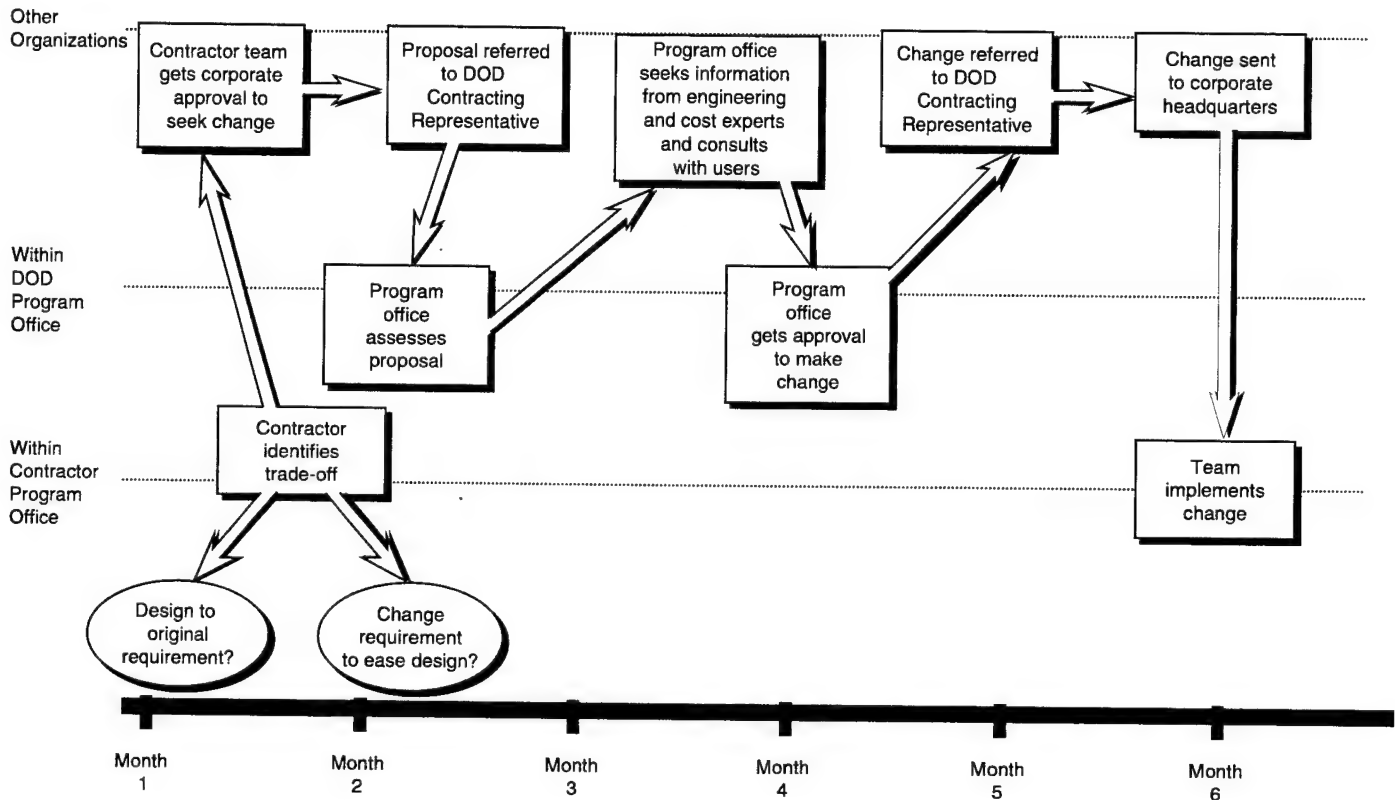 Other
Organizations
Contractor team
gets corporate
approval to
seek change
Proposal referred
to DOD
Contracting
Representative
Program office
seeks information
from engineering
and cost experts
and consults
with users
Change referred
to DOD
Contracting
Representative
Change sent
to corporate
headquarters
Within
DOD
Program
Office
Program
office
assesses
proposal
Program
office
gets approval
to make
change
Within
Contractor
Program
Office
Contractor
identifies
trade-off
Team
implements
change
Design to
original
requirement?
Change
requirement
to ease design?
Month
1
Month
2
Month
3
Month
4
Month
5
Month
6